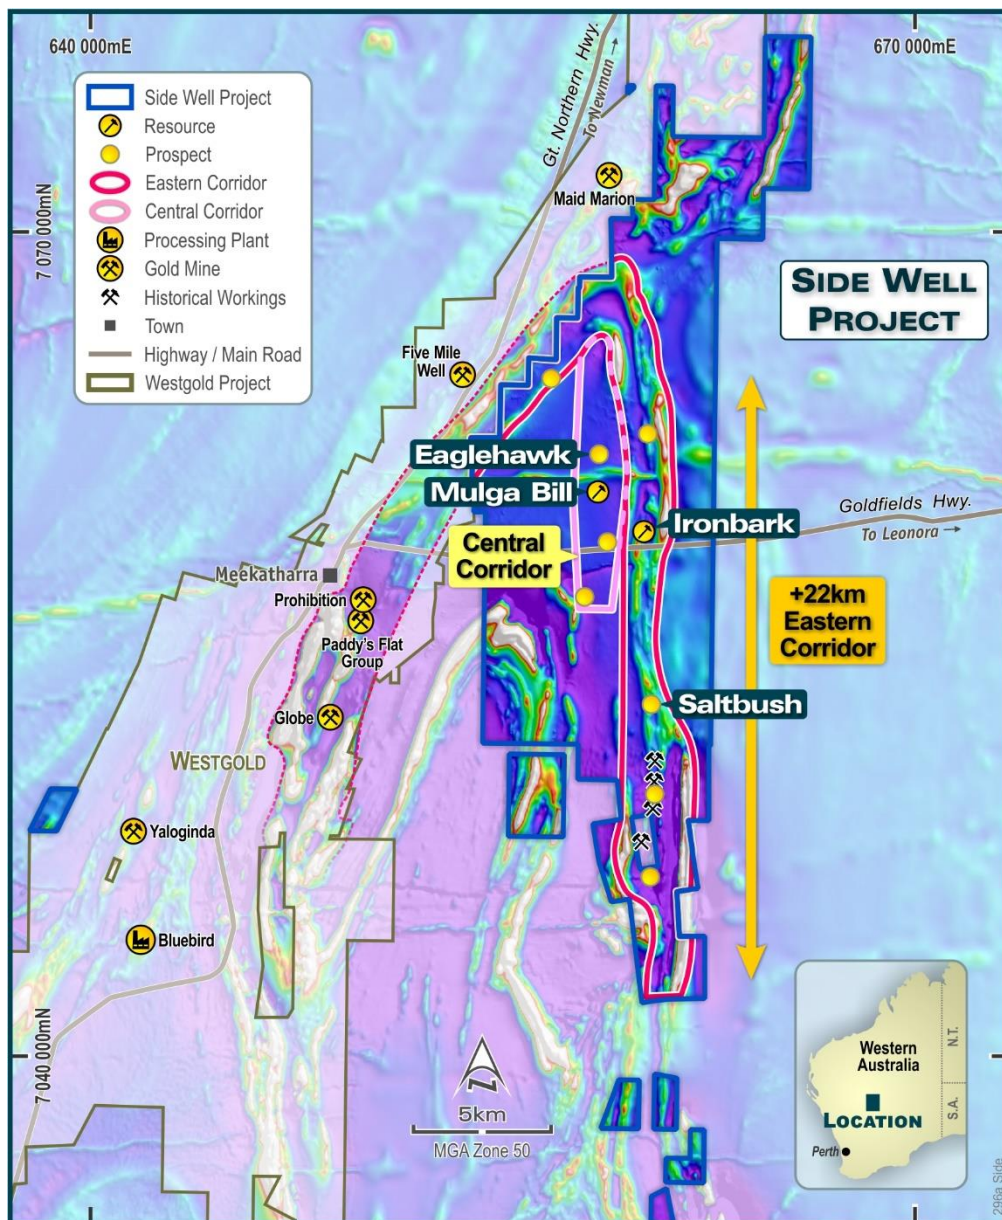 640 000mE
670 000mE
Side Well Project
Resource
Prospect
Eastern Corridor
Central Corridor
Processing Plant
Gold Mine
Historical Workings
Town
Highway / Main Road
Westgold Project
Gt. Northern Hwy.
To Newman →
Maid Marion
7 070 000mN
SIDE WELL
PROJECT
Five Mile
Well
Eaglehawk
Mulga Bill
Ironbark
Goldfields Hwy.
To Leonora →
Central
Corridor
Meekatharra
Prohibition
Paddy's Flat
Group
+22km
Eastern
Corridor
Saltbush
Globe
WESTGOLD
Yaloginda
Bluebird
7 040 000mN
N
5km
MGA Zone 50
Western
Australia
N.T.
S.A.
LOCATION
Perth
296a Side